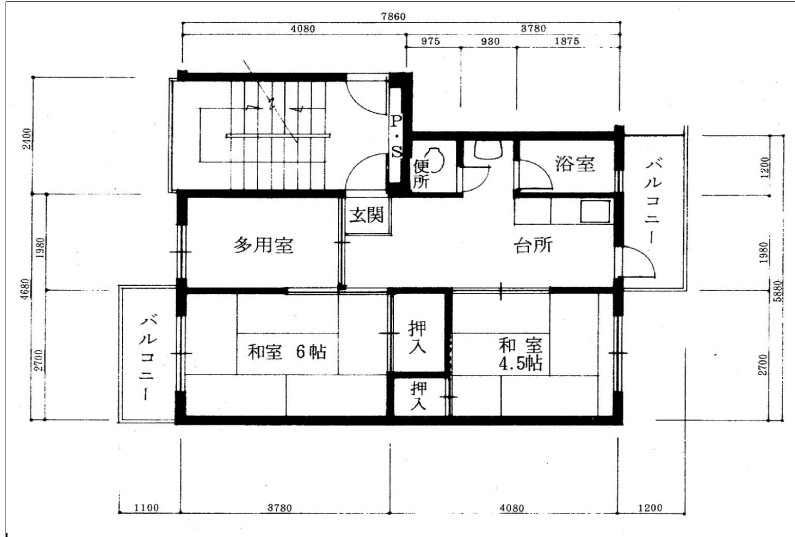 7860
4080
3780
975
930
1875
2400
P・S
便所
浴室
バルコニー
1200
玄関
多用室
台所
1980
1980
4680
5880
バルコニー
和室 6帖
押入
和室
4.5帖
押入
2700
2700
1100
3780
4080
1200